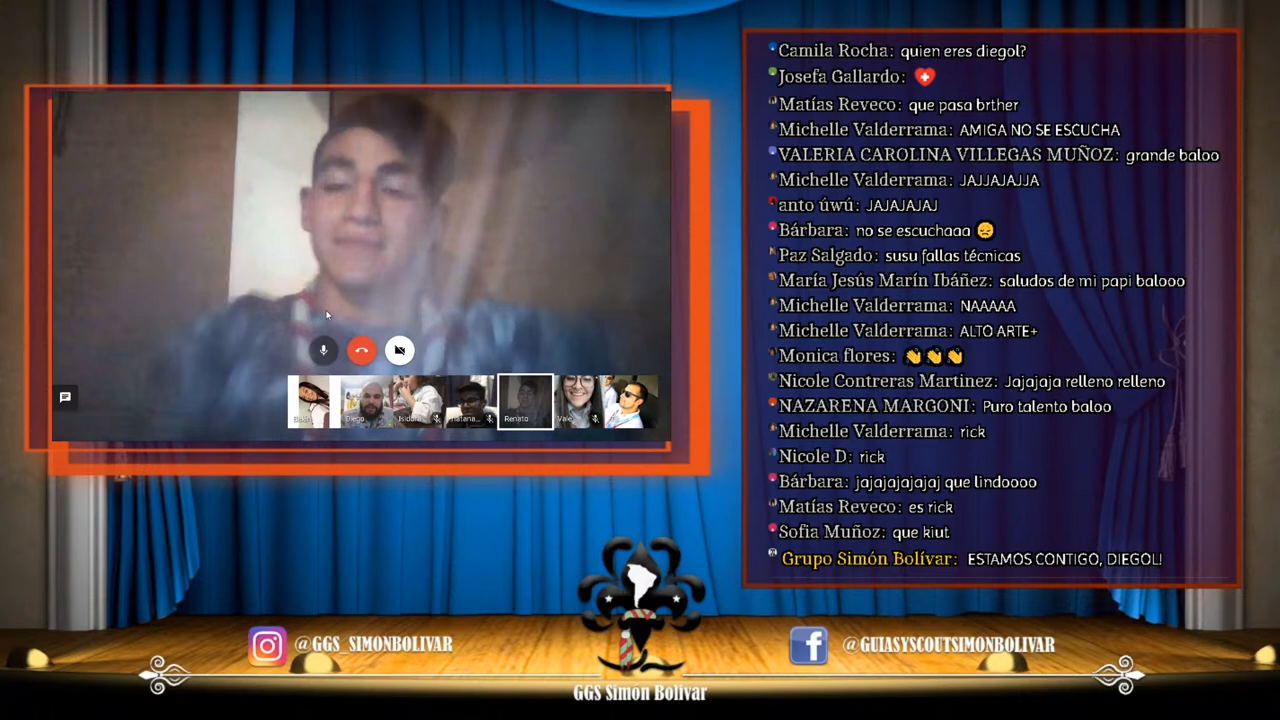 Camila Rocha: quien eres diegol?
Josefa Gallardo:
Matías Reveco: que pasa brther
Michelle Valderrama: AMIGA NO SE ESCUCHA
VALERIA CAROLINA VILLEGAS MUÑOZ: grande baloo
Michelle Valderrama: JAJJAJAJJA
anto úwú: JAJAJAJAJ
Bárbara: no se escuchaaa 😞
Paz Salgado: susu fallas técnicas
María Jesús Marín Ibáñez: saludos de mi papi balooo
Michelle Valderrama: NAAAAA
Michelle Valderrama: ALTO ARTE+
Monica flores: 👏👏👏
Nicole Contreras Martinez: Jajajaja relleno relleno
NAZARENA MARGONI: Puro talento baloo
Michelle Valderrama: rick
Nicole D: rick
Bárbara: jajajajajajaj que lindoooo
Matías Reveco: es rick
Sofia Muñoz: que kiut
Grupo Simón Bolívar: ESTAMOS CONTIGO, DIEGOL!
Belén Diego Isido... Renato Vale...
@GGS_SIMONBOLIVAR
@GUIASYSCOUTSIMONBOLIVAR
GGS Simon Bolivar